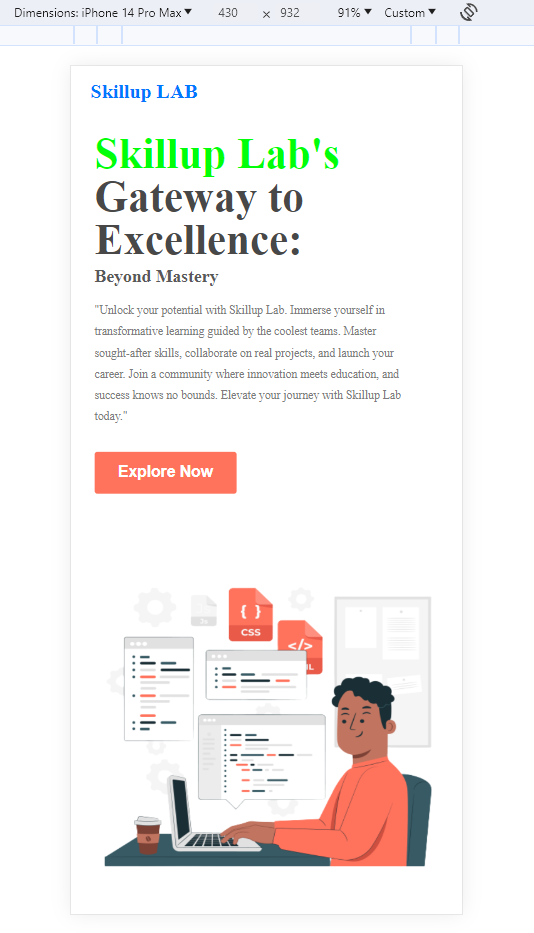 Dimensions: iPhone 14 Pro Max ▼ 430 × 932 91% ▼ Custom ▼
Skillup LAB
Skillup Lab's
Gateway to
Excellence:
Beyond Mastery
"Unlock your potential with Skillup Lab. Immerse yourself in
transformative learning guided by the coolest teams. Master
sought-after skills, collaborate on real projects, and launch your
career. Join a community where innovation meets education, and
success knows no bounds. Elevate your journey with Skillup Lab
today."
Explore Now
{ }
CSS
</>